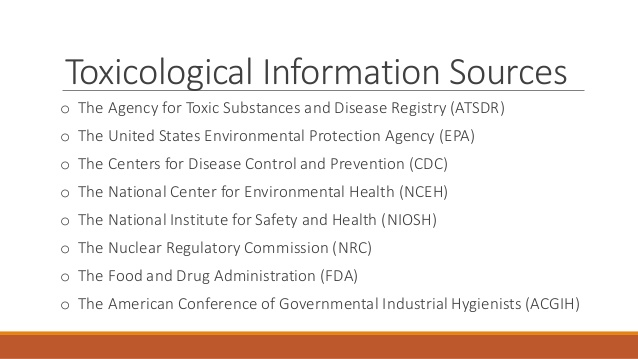 Toxicological Information Sources
o The Agency for Toxic Substances and Disease Registry (ATSDR)
o The United States Environmental Protection Agency (EPA)
o The Centers for Disease Control and Prevention (CDC)
o The National Center for Environmental Health (NCEH)
o The National Institute for Safety and Health (NIOSH)
o The Nuclear Regulatory Commission (NRC)
o The Food and Drug Administration (FDA)
o The American Conference of Governmental Industrial Hygienists (ACGIH)